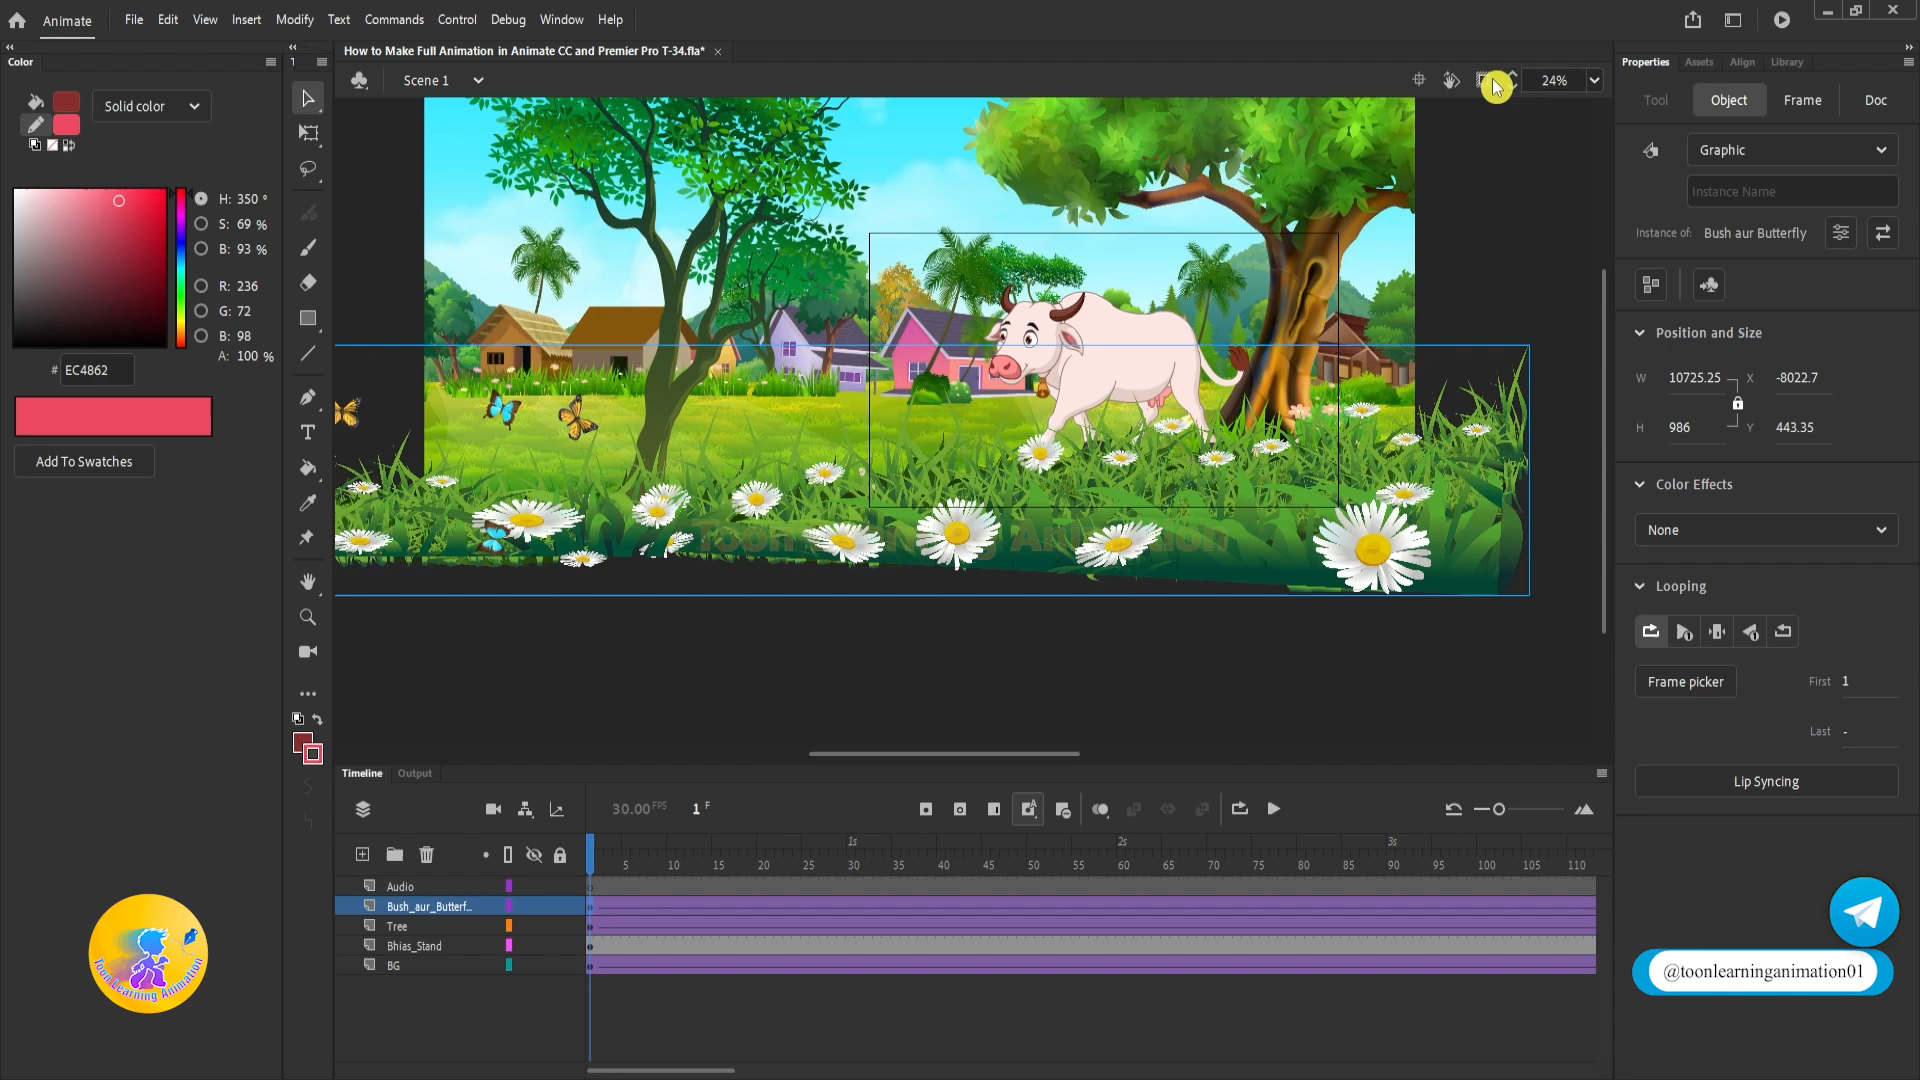 Animate
File Edit View Insert Modify Text Commands Control Debug Window Help
How to Make Full Animation in Animate CC and Premier Pro T-34.fla*
Color
Solid color
H: 350 °
S: 69 %
B: 93 %
R: 236
G: 72
B: 98
A: 100 %
# EC4862
Add To Swatches
Scene 1
24%
Properties Assets Align Library
Tool Object Frame Doc
Graphic
Instance Name
Instance of: Bush aur Butterfly
Position and Size
W 10725.25 X -8022.7
H 986 Y 443.35
Color Effects
None
Looping
Frame picker First 1
Last -
Lip Syncing
Toon Learning Animation
Timeline Output
30.00 FPS 1 F
1s 2s 3s
5 10 15 20 25 30 35 40 45 50 55 60 65 70 75 80 85 90 95 100 105 110
Audio
Bush_aur_Butterf...
Tree
Bhias_Stand
BG
Toon Learning Animation
@toonlearninganimation01